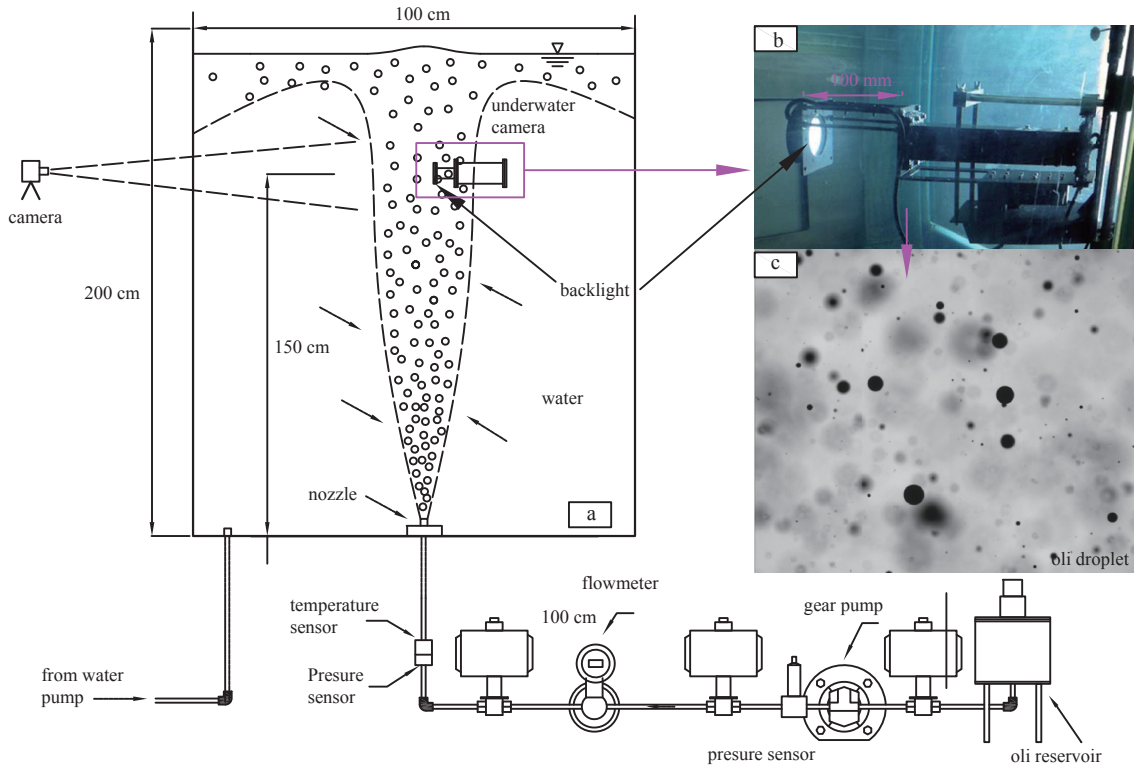 100 cm
b
100 mm
underwater
camera
camera
200 cm
150 cm
backlight
c
water
nozzle
a
oli droplet
flowmeter
temperature
sensor
100 cm
gear pump
from water
pump
Presure
sensor
presure sensor
oli reservoir